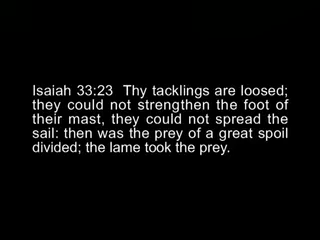 Isaiah 33:23  Thy tacklings are loosed;
they could not strengthen the foot of
their mast, they could not spread the
sail: then was the prey of a great spoil
divided; the lame took the prey.